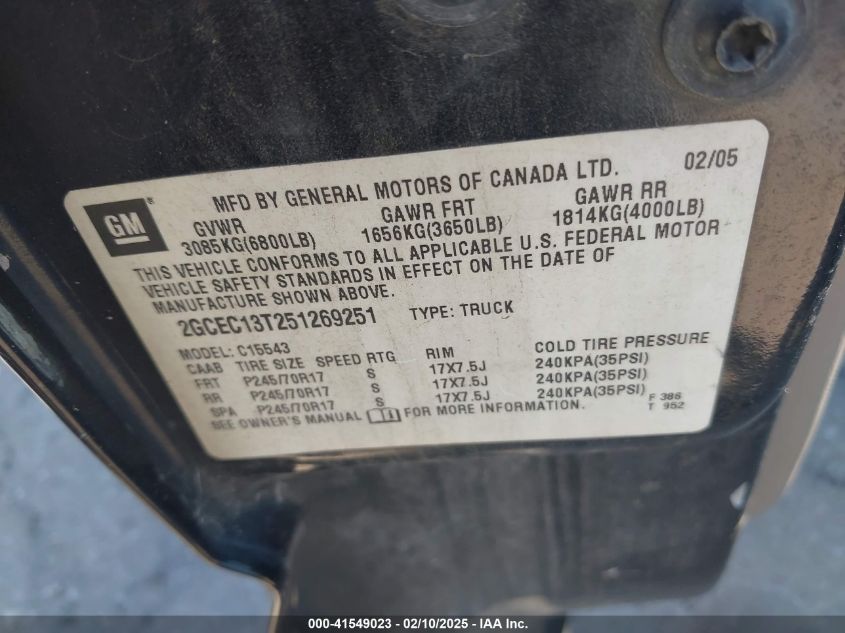 02/05
MFD BY GENERAL MOTORS OF CANADA LTD.
GM
GVWR GAWR FRT GAWR RR
3085KG(6800LB) 1656KG(3650LB) 1814KG(4000LB)
THIS VEHICLE CONFORMS TO ALL APPLICABLE U.S. FEDERAL MOTOR
VEHICLE SAFETY STANDARDS IN EFFECT ON THE DATE OF
MANUFACTURE SHOWN ABOVE.
2GCEC13T251269251 TYPE: TRUCK
MODEL: C15543
CAAB TIRE SIZE SPEED RTG RIM COLD TIRE PRESSURE
FRT P245/70R17 S 17X7.5J 240KPA(35PSI)
RR P245/70R17 S 17X7.5J 240KPA(35PSI)
SPA P245/70R17 S 17X7.5J 240KPA(35PSI)
SEE OWNER'S MANUAL FOR MORE INFORMATION.
F 386
T 952
000-41549023 - 02/10/2025 - IAA Inc.